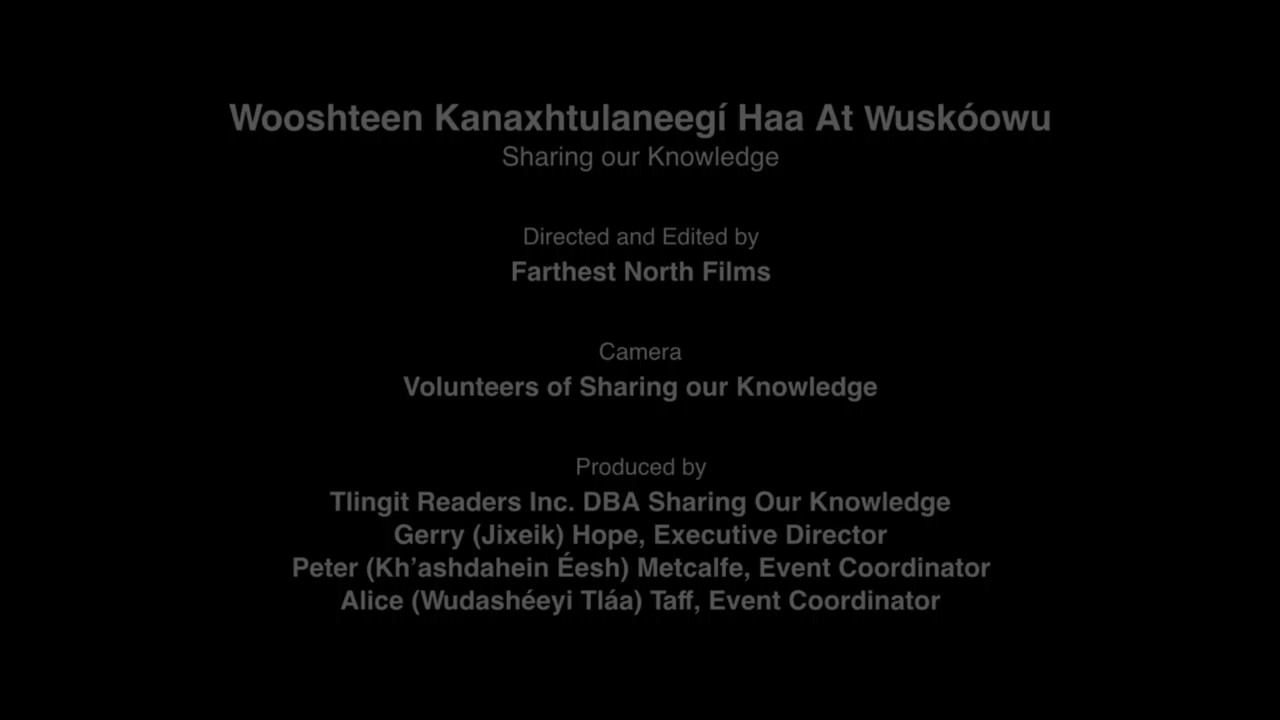 Wooshteen Kanaxhtulaneegí Haa At Wuskóowu
Sharing our Knowledge
Directed and Edited by
Farthest North Films
Camera
Volunteers of Sharing our Knowledge
Produced by
Tlingit Readers Inc. DBA Sharing Our Knowledge
Gerry (Jixeik) Hope, Executive Director
Peter (Kh’ashdahein Éesh) Metcalfe, Event Coordinator
Alice (Wudashéeyi Tláa) Taff, Event Coordinator